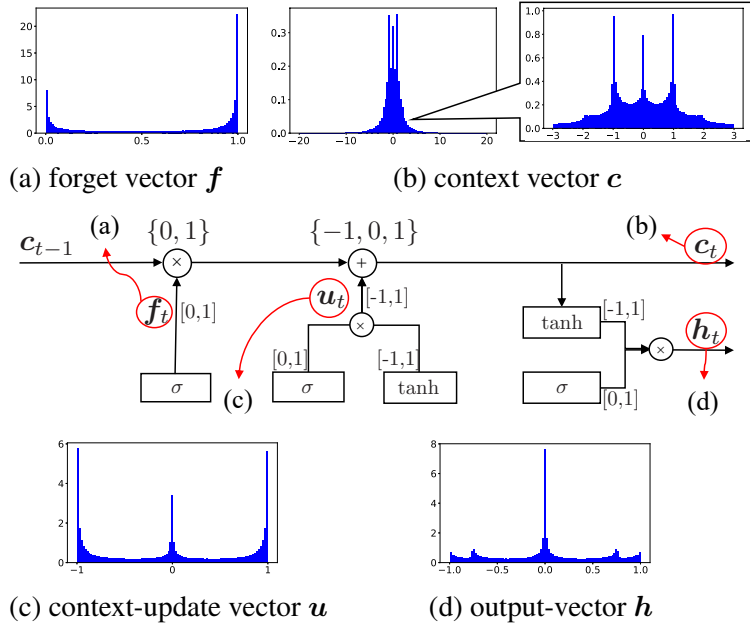 20
15
10
5
0
0.0 0.5 1.0
0.3
0.2
0.1
0.0
−20 −10 0 10 20
1.0
0.8
0.6
0.4
0.2
0.0
−3 −2 −1 0 1 2 3
(a) forget vector f
(b) context vector c
(a) {0, 1} {−1, 0, 1} (b)
c_{t−1} × + c_t
f_t [0,1] u_t [-1,1] [-1,1] h_t
× tanh ×
[0,1] [-1,1]
σ (c) σ tanh σ [0,1] (d)
6
4
2
0
−1 0 1
8
6
4
2
0
−1.0 −0.5 0.0 0.5 1.0
(c) context-update vector u
(d) output-vector h